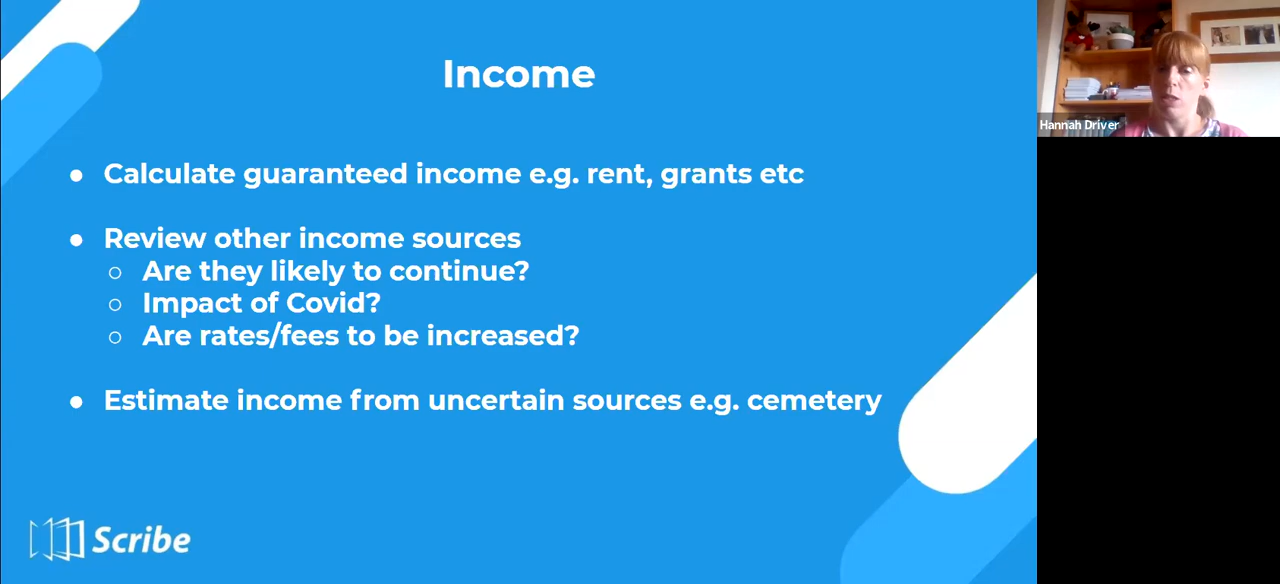 Income
● Calculate guaranteed income e.g. rent, grants etc
● Review other income sources
○ Are they likely to continue?
○ Impact of Covid?
○ Are rates/fees to be increased?
● Estimate income from uncertain sources e.g. cemetery
Scribe
Hannah Driver